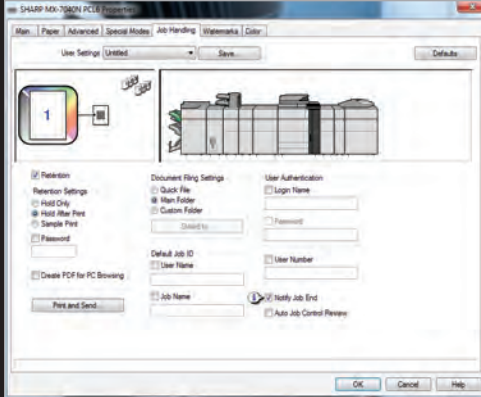 SHARP MX-7040N PCL6 Properties
Main Paper Advanced Special Modes Job Handling Watermarks Color
User Settings Untitled Save... Defaults
1
Retention
Retention Settings
Hold Only
Hold After Print
Sample Print
Password
Create PDF for PC Browsing
Print and Send...
Document Filing Settings
Quick File
Main Folder
Custom Folder
Stored to
Default Job ID
User Name
Job Name
User Authentication
Login Name
Password
User Number
Notify Job End
Auto Job Control Review
OK Cancel Help